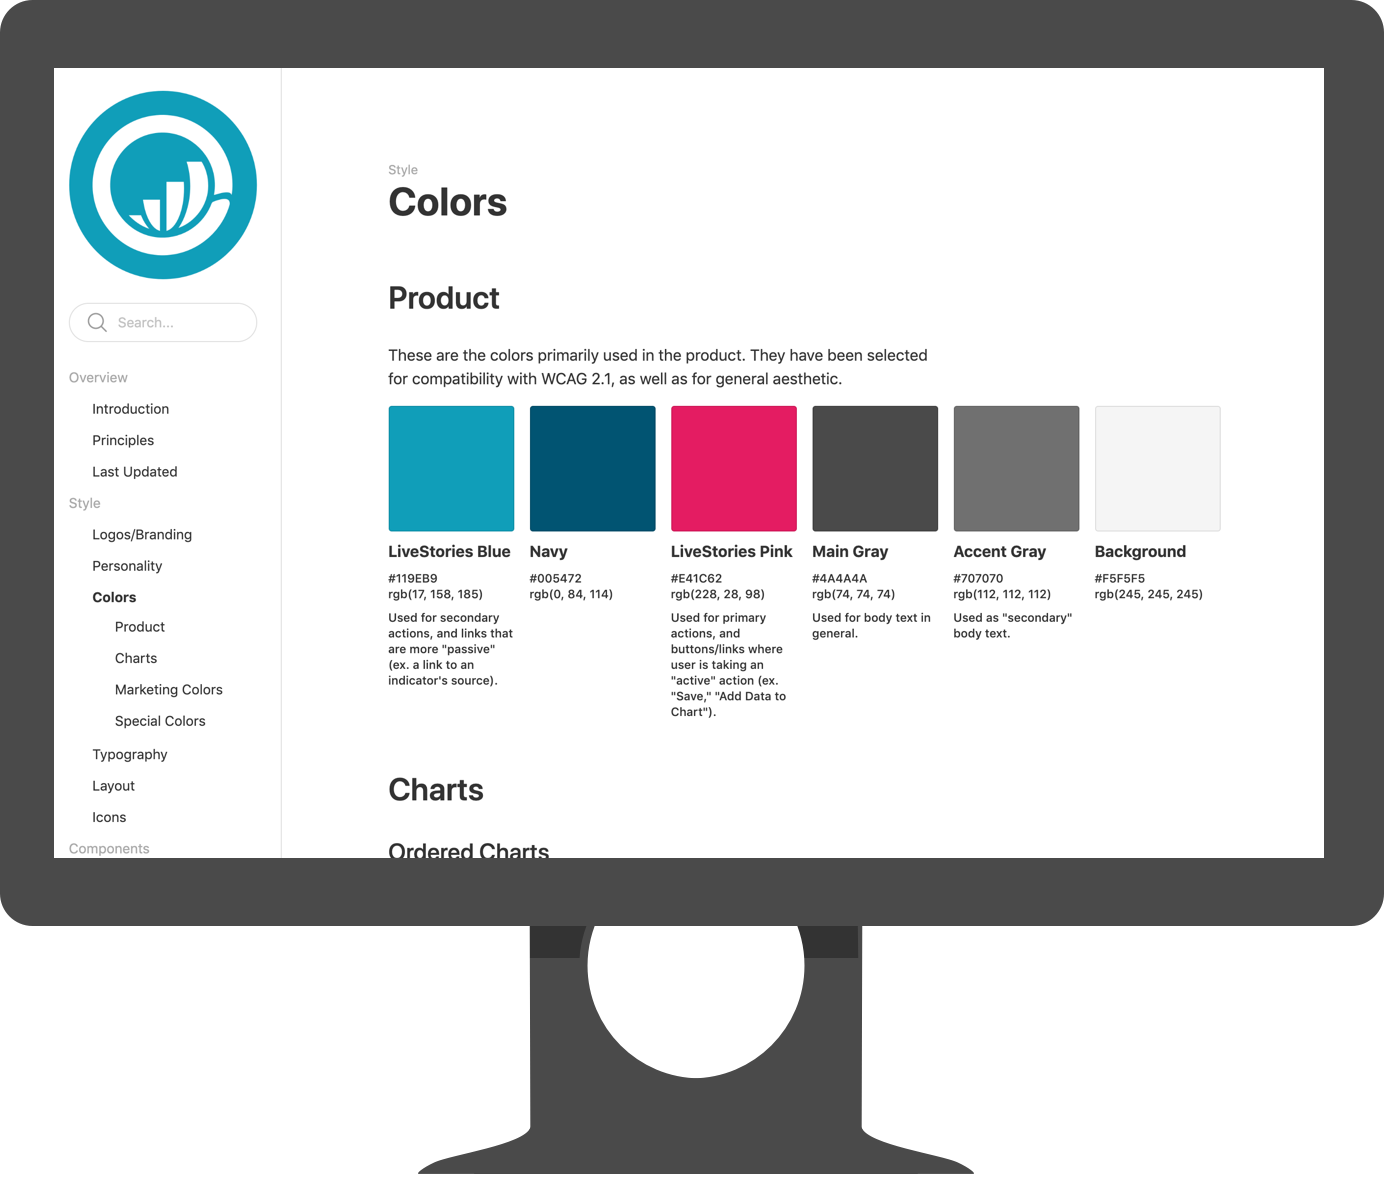 Search...
Overview
Introduction
Principles
Last Updated
Style
Logos/Branding
Personality
Colors
Product
Charts
Marketing Colors
Special Colors
Typography
Layout
Icons
Components
Style
Colors
Product
These are the colors primarily used in the product. They have been selected
for compatibility with WCAG 2.1, as well as for general aesthetic.
LiveStories Blue
#119EB9
rgb(17, 158, 185)
Used for secondary
actions, and links that
are more "passive"
(ex. a link to an
indicator's source).
Navy
#005472
rgb(0, 84, 114)
LiveStories Pink
#E41C62
rgb(228, 28, 98)
Used for primary
actions, and
buttons/links where
user is taking an
"active" action (ex.
"Save," "Add Data to
Chart").
Main Gray
#4A4A4A
rgb(74, 74, 74)
Used for body text in
general.
Accent Gray
#707070
rgb(112, 112, 112)
Used as "secondary"
body text.
Background
#F5F5F5
rgb(245, 245, 245)
Charts
Ordered Charts